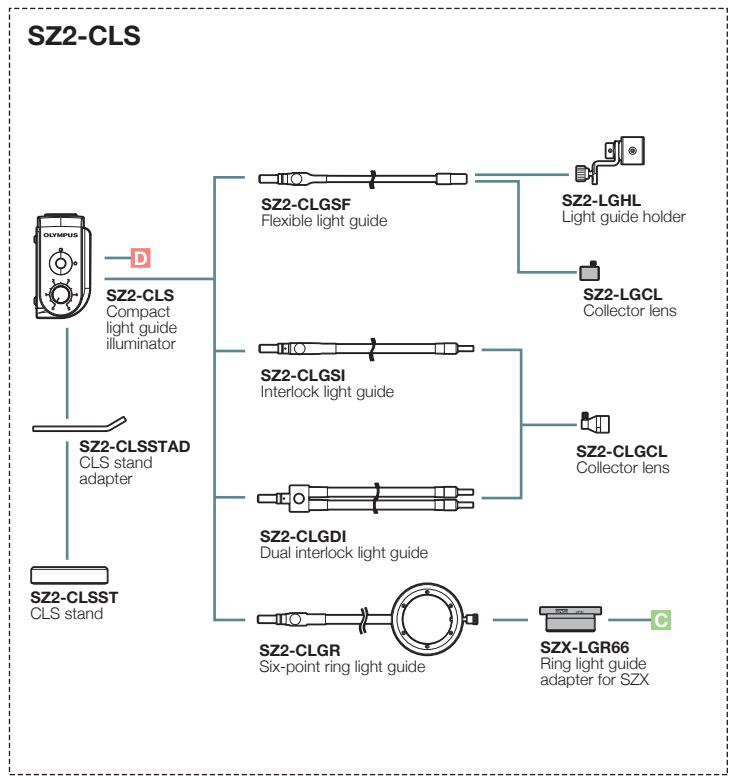 SZ2-CLS
SZ2-CLGSF
Flexible light guide
SZ2-LGHL
Light guide holder
OLYMPUS
D
SZ2-CLS
Compact
light guide
illuminator
SZ2-LGCL
Collector lens
SZ2-CLGSI
Interlock light guide
SZ2-CLSSTAD
CLS stand
adapter
SZ2-CLGCL
Collector lens
SZ2-CLGDI
Dual interlock light guide
SZ2-CLSST
CLS stand
SZ2-CLGR
Six-point ring light guide
SZX-LGR66
Ring light guide
adapter for SZX
C